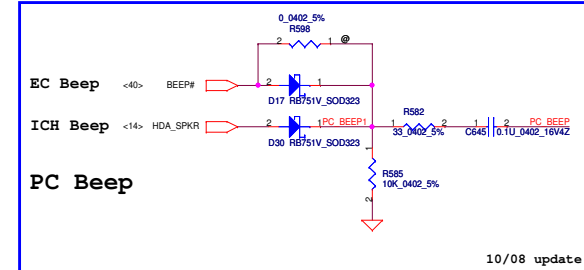 0_0402_5%
R598
2 1 @
EC Beep <40> BEEP# 2 1
D17 RB751V_SOD323
ICH Beep <14> HDA_SPKR 2 1 PC_BEEP1
D30 RB751V_SOD323
R582
1 2
33_0402_5%
C645
1 2 PC_BEEP
0.1U_0402_16V4Z
1
R585
10K_0402_5%
2
PC Beep
10/08 update